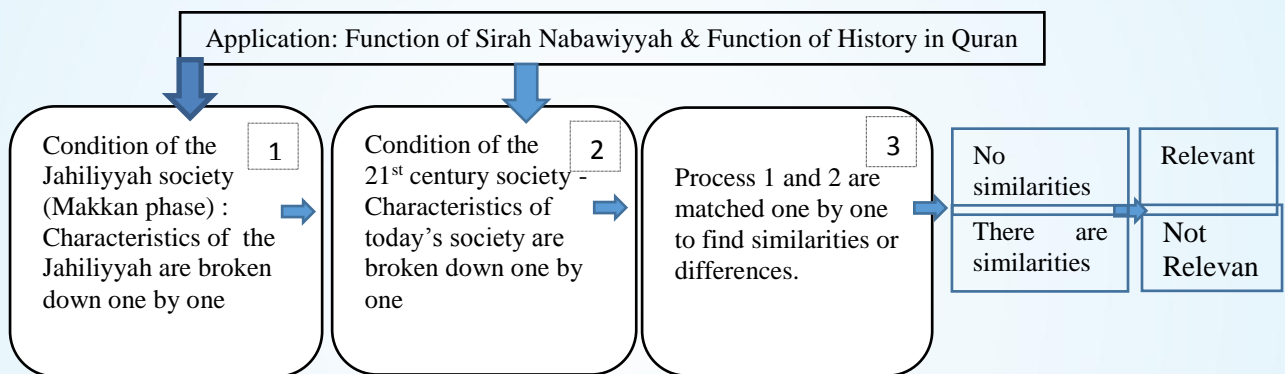 Application: Function of Sirah Nabawiyyah & Function of History in Quran
1
Condition of the
Jahiliyyah society
(Makkan phase) :
Characteristics of the
Jahiliyyah are broken
down one by one
2
Condition of the
21st century society -
Characteristics of
today's society are
broken down one by
one
3
Process 1 and 2 are
matched one by one
to find similarities or
differences.
No
similarities
There are
similarities
Relevant
Not
Relevan